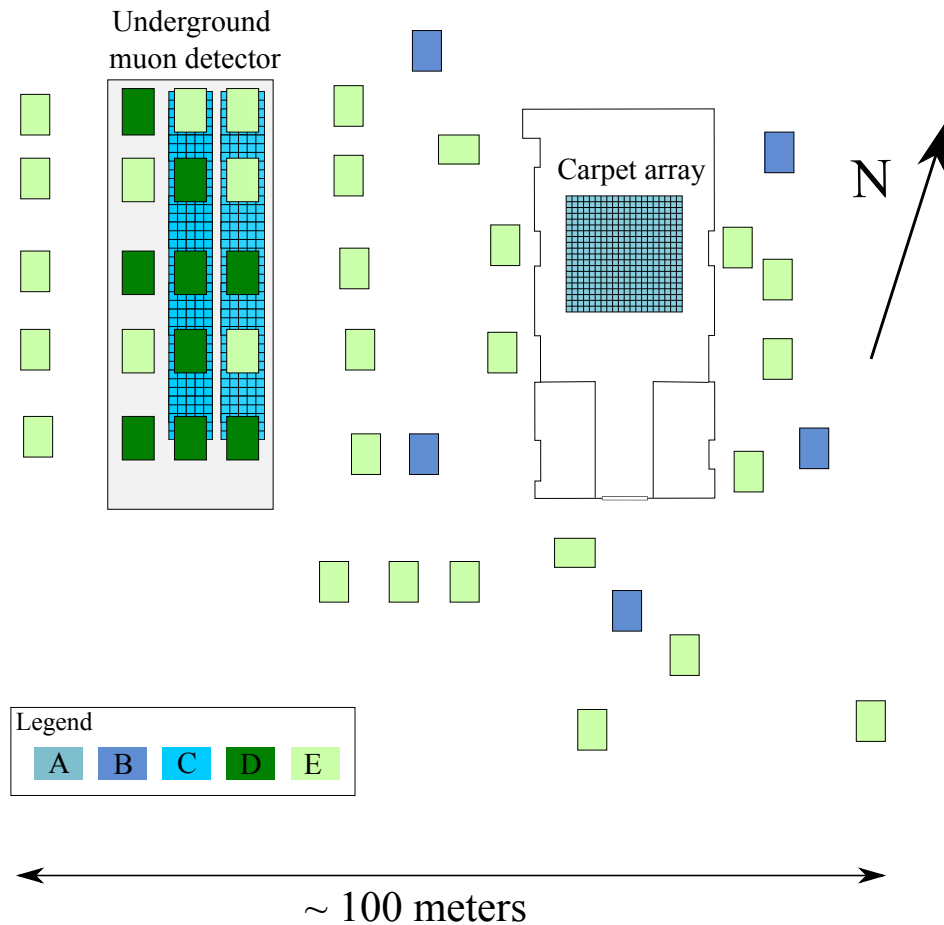 Underground
muon detector
Carpet array
N
Legend
A B C D E
~ 100 meters